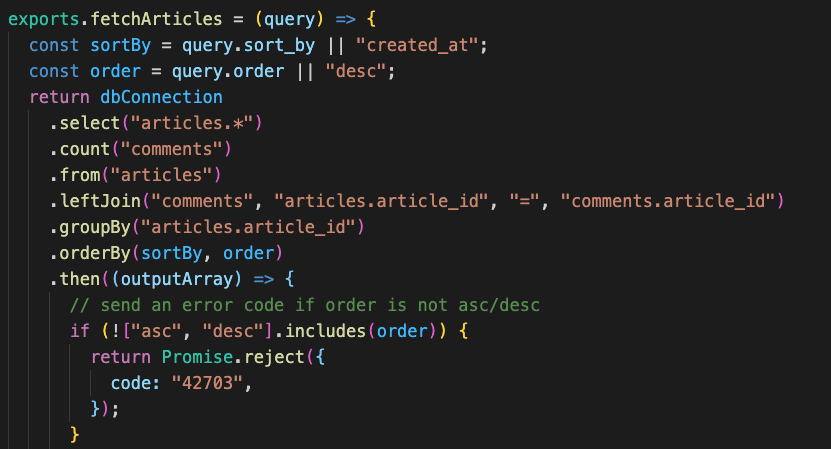 exports.fetchArticles = (query) => {
  const sortBy = query.sort_by || "created_at";
  const order = query.order || "desc";
  return dbConnection
    .select("articles.*")
    .count("comments")
    .from("articles")
    .leftJoin("comments", "articles.article_id", "=", "comments.article_id")
    .groupBy("articles.article_id")
    .orderBy(sortBy, order)
    .then((outputArray) => {
      // send an error code if order is not asc/desc
      if (!["asc", "desc"].includes(order)) {
        return Promise.reject({
          code: "42703",
        });
      }